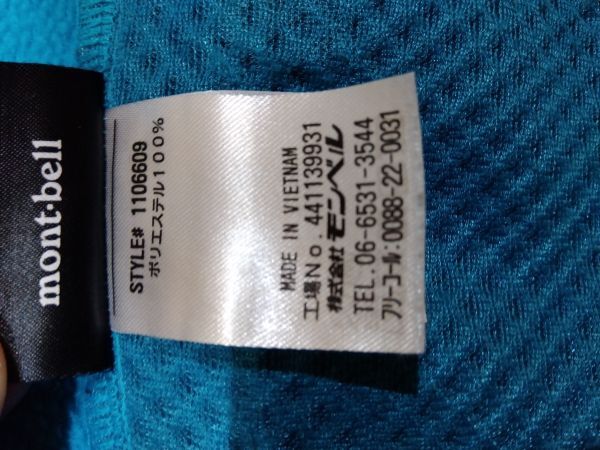 mont-bell
STYLE# 1106609
ポリエステル100%
MADE IN VIETNAM
工場No 441139931
株式会社モンベル
TEL.06-6531-3544
フリーコール:0088-22-0031